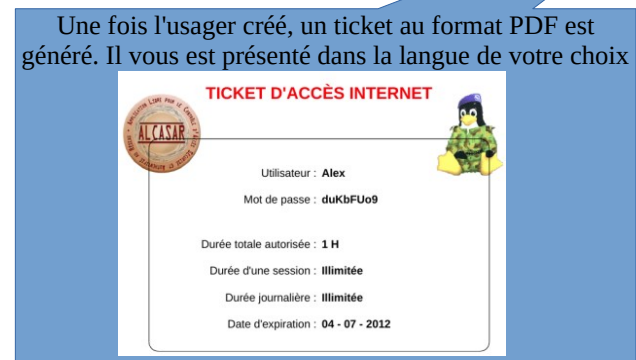 Une fois l'usager créé, un ticket au format PDF est
généré. Il vous est présenté dans la langue de votre choix
TICKET D'ACCÈS INTERNET
ALCASAR
Utilisateur : Alex
Mot de passe : duKbFUo9
Durée totale autorisée : 1 H
Durée d'une session : Illimitée
Durée journalière : Illimitée
Date d'expiration : 04 - 07 - 2012